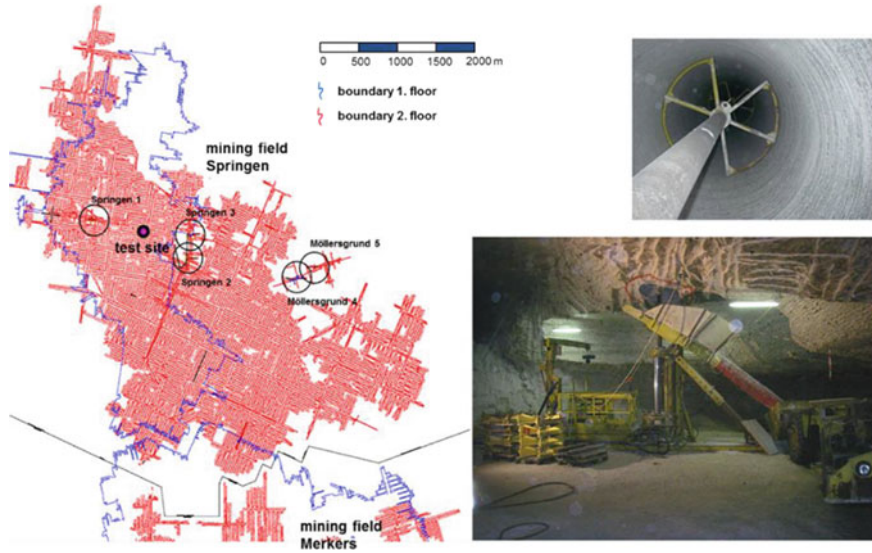 0 500 1000 1500 2000 m
boundary 1. floor
boundary 2. floor
mining field
Springen
Springen 1
Springen 3
test site
Möllersgrund 5
Springen 2
Möllersgrund 4
mining field
Merkers